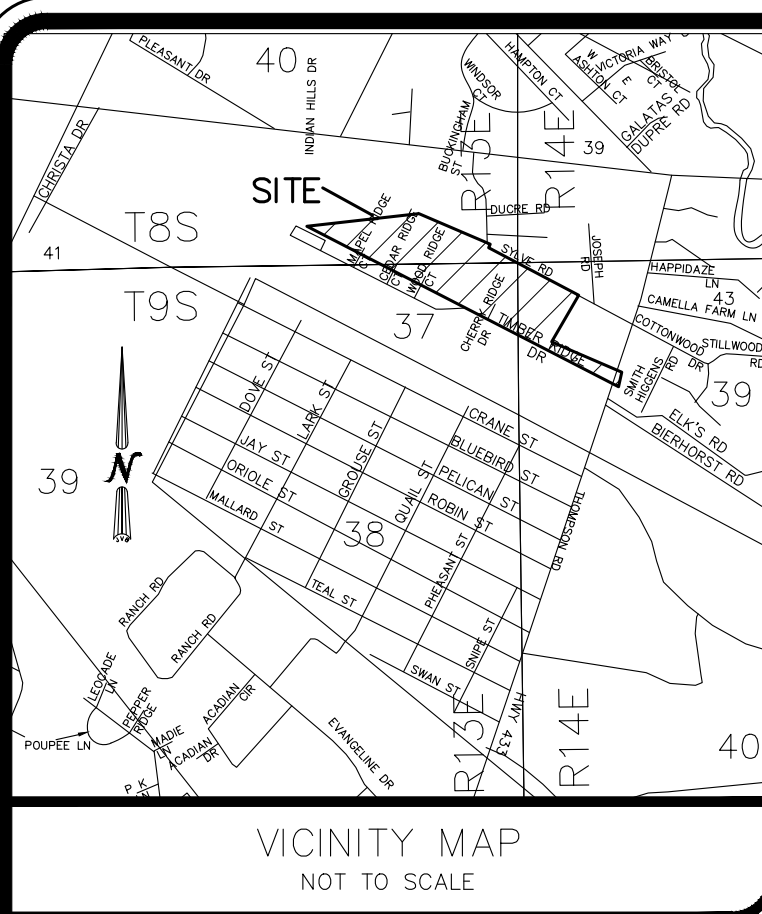 PLEASANT DR
40
INDIAN HILLS DR
HAMPTON CT
WINDSOR
CT
W
E
VICTORIA WAY
ASHTON CT
BRISTOL
CT
GALATAS
DUPRE RD
CHRISTA DR
BUCKINGHAM
ST
R13E
R14E
39
SITE
T8S
MAPEL RIDGE
CT
CEDAR RIDGE
CT
WOOD RIDGE
CT
DUCRE RD
SYLVE RD
JOSEPH
RD
41
T9S
37
CHERRY RIDGE
DR
TIMBER RIDGE
DR
HAPPIDAZE
LN
43
CAMELLA FARM LN
COTTONWOOD
DR
STILLWOOD
RD
SMITH
HIGGENS
RD
39
ELK'S RD
BIERHORST RD
DOVE ST
LARK ST
GROUSE ST
QUAIL ST
CRANE ST
BLUEBIRD ST
PELICAN ST
ROBIN ST
JAY ST
ORIOLE ST
MALLARD ST
39
N
38
PHEASANT ST
THOMPSON RD
TEAL ST
SNIPE ST
SWAN ST
RANCH RD
RANCH RD
LEOCADE
LN
PEPPER
RIDGE
MADIE
LN
ACADIAN
CIR
ACADIAN
DR
EVANGELINE DR
POUPEE LN
P K
LN
HWY 433
R13E
R14E
40
VICINITY MAP
NOT TO SCALE